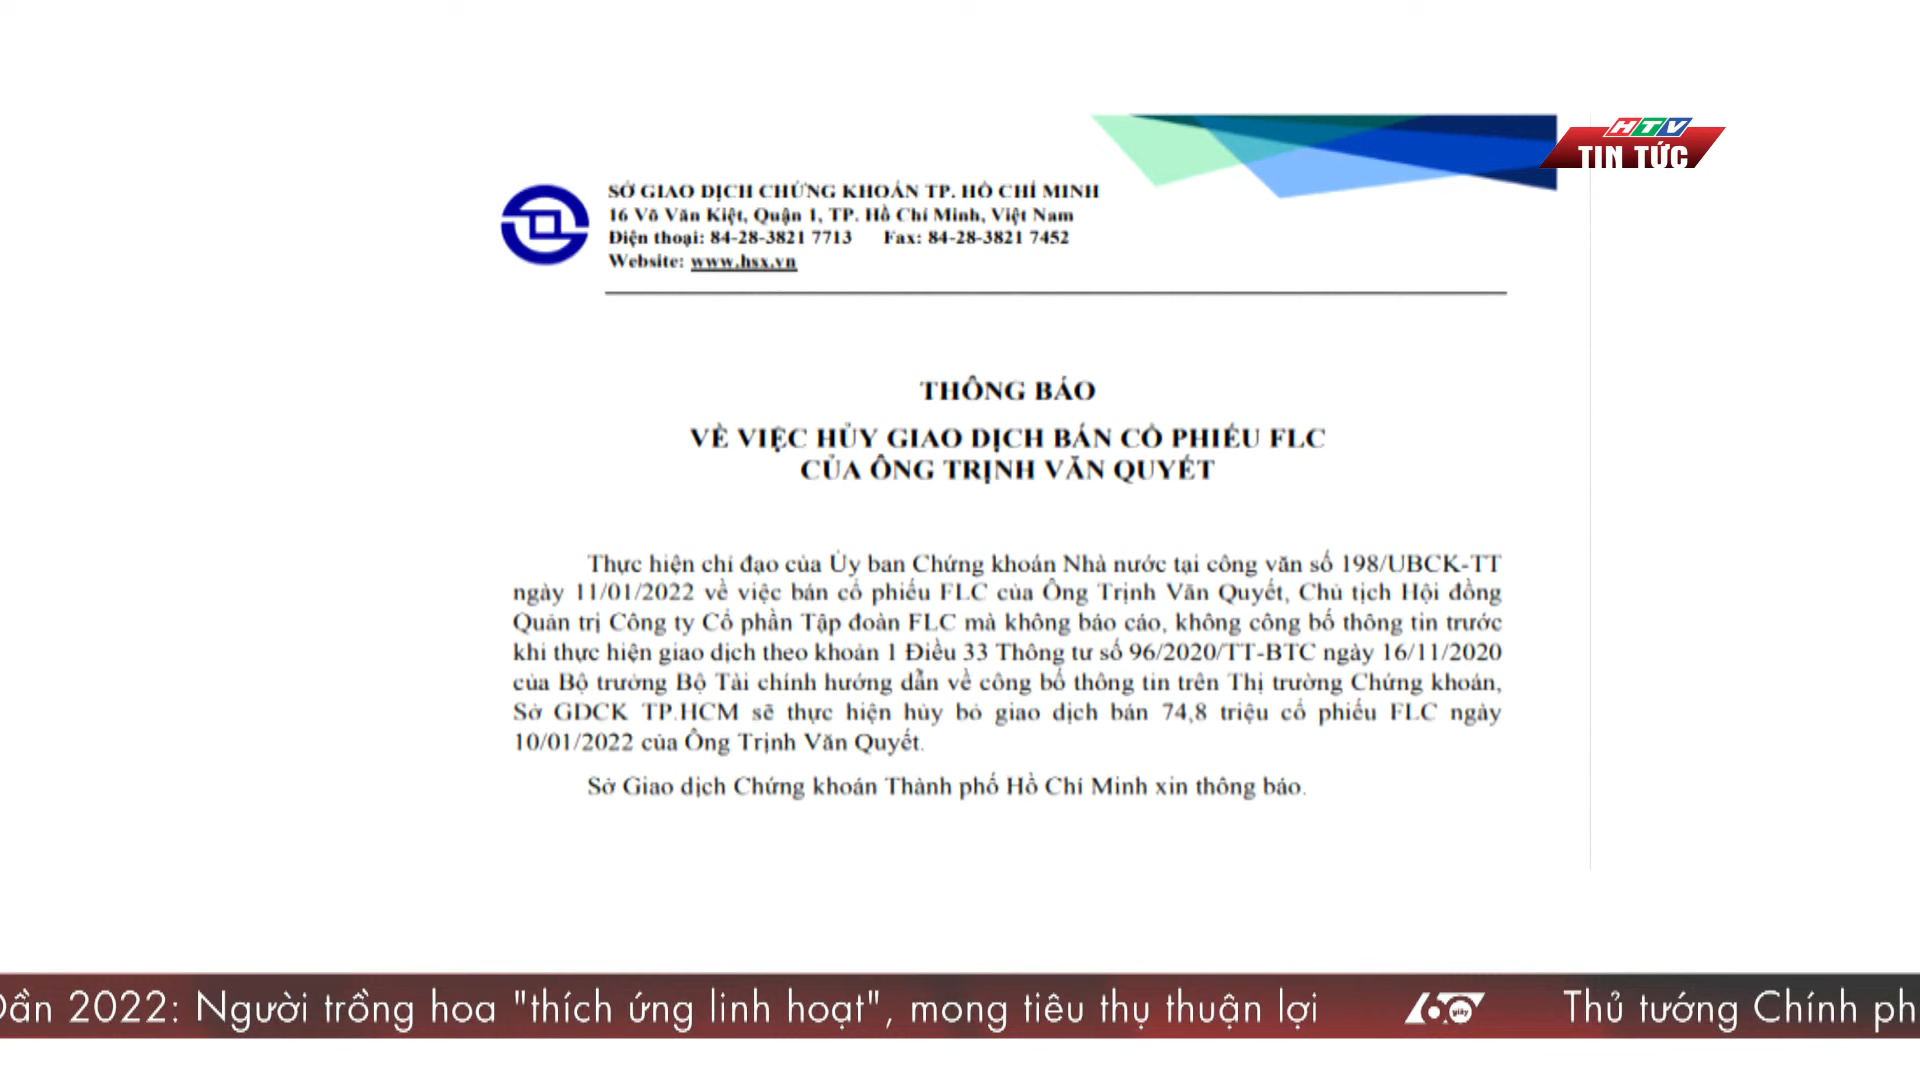 HTV
TIN TỨC
SỞ GIAO DỊCH CHỨNG KHOÁN TP. HỒ CHÍ MINH
16 Võ Văn Kiệt, Quận 1, TP. Hồ Chí Minh, Việt Nam
Điện thoại: 84-28-3821 7713 Fax: 84-28-3821 7452
Website: www.hsx.vn
THÔNG BÁO
VỀ VIỆC HỦY GIAO DỊCH BÁN CỔ PHIẾU FLC
CỦA ÔNG TRỊNH VĂN QUYẾT
Thực hiện chỉ đạo của Ủy ban Chứng khoán Nhà nước tại công văn số 198/UBCK-TT
ngày 11/01/2022 về việc bán cổ phiếu FLC của Ông Trịnh Văn Quyết, Chủ tịch Hội đồng
Quản trị Công ty Cổ phần Tập đoàn FLC mà không báo cáo, không công bố thông tin trước
khi thực hiện giao dịch theo khoản 1 Điều 33 Thông tư số 96/2020/TT-BTC ngày 16/11/2020
của Bộ trưởng Bộ Tài chính hướng dẫn về công bố thông tin trên Thị trường Chứng khoán,
Sở GDCK TP.HCM sẽ thực hiện hủy bỏ giao dịch bán 74,8 triệu cổ phiếu FLC ngày
10/01/2022 của Ông Trịnh Văn Quyết.
Sở Giao dịch Chứng khoán Thành phố Hồ Chí Minh xin thông báo.
Dần 2022: Người trồng hoa "thích ứng linh hoạt", mong tiêu thụ thuận lợi 60 giây Thủ tướng Chính ph